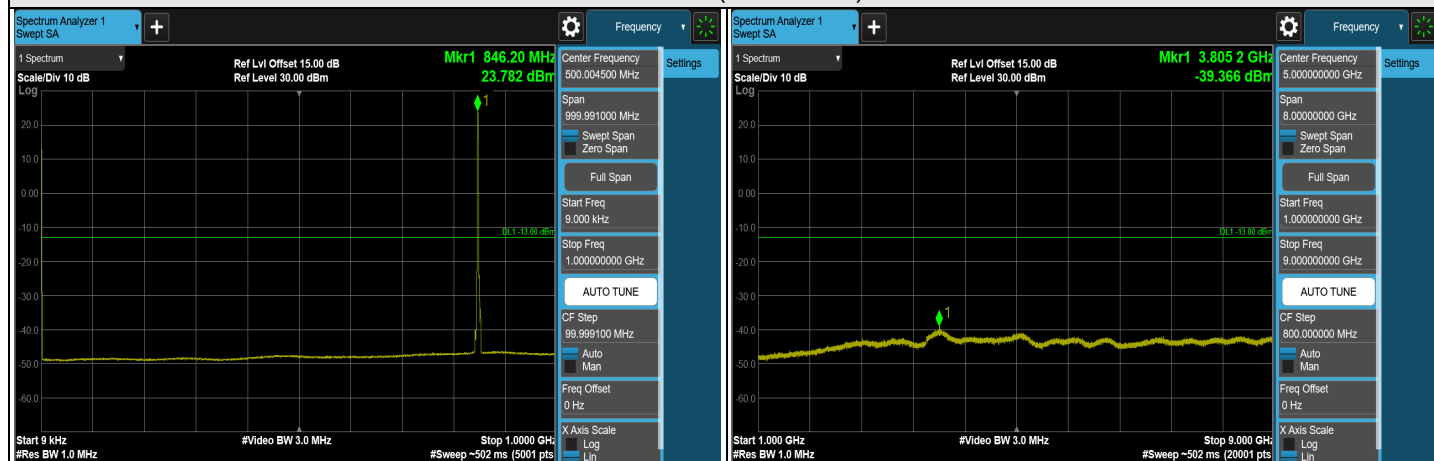 Spectrum Analyzer 1
Swept SA
+
Frequency
1 Spectrum
Scale/Div 10 dB
Ref Lvl Offset 15.00 dB
Ref Level 30.00 dBm
Mkr1 846.20 MHz
23.782 dBm
Log
1
20.0
10.0
0.00
-10.0
-20.0
-30.0
-40.0
-50.0
-60.0
DL1 -13.00 dBm
Start 9 kHz
#Res BW 1.0 MHz
#Video BW 3.0 MHz
Stop 1.0000 GHz
#Sweep ~502 ms (5001 pts
Center Frequency
500.004500 MHz
Settings
Span
999.991000 MHz
Swept Span
Zero Span
Full Span
Start Freq
9.000 kHz
Stop Freq
1.000000000 GHz
AUTO TUNE
CF Step
99.999100 MHz
Auto
Man
Freq Offset
0 Hz
X Axis Scale
Log
Lin
Spectrum Analyzer 1
Swept SA
+
Frequency
1 Spectrum
Scale/Div 10 dB
Ref Lvl Offset 15.00 dB
Ref Level 30.00 dBm
Mkr1 3.805 2 GHz
-39.366 dBm
Log
1
20.0
10.0
0.00
-10.0
-20.0
-30.0
-40.0
-50.0
-60.0
DL1 -13.00 dBm
Start 1.000 GHz
#Res BW 1.0 MHz
#Video BW 3.0 MHz
Stop 9.000 GHz
#Sweep ~502 ms (20001 pts
Center Frequency
5.000000000 GHz
Settings
Span
8.00000000 GHz
Swept Span
Zero Span
Full Span
Start Freq
1.000000000 GHz
Stop Freq
9.000000000 GHz
AUTO TUNE
CF Step
800.000000 MHz
Auto
Man
Freq Offset
0 Hz
X Axis Scale
Log
Lin